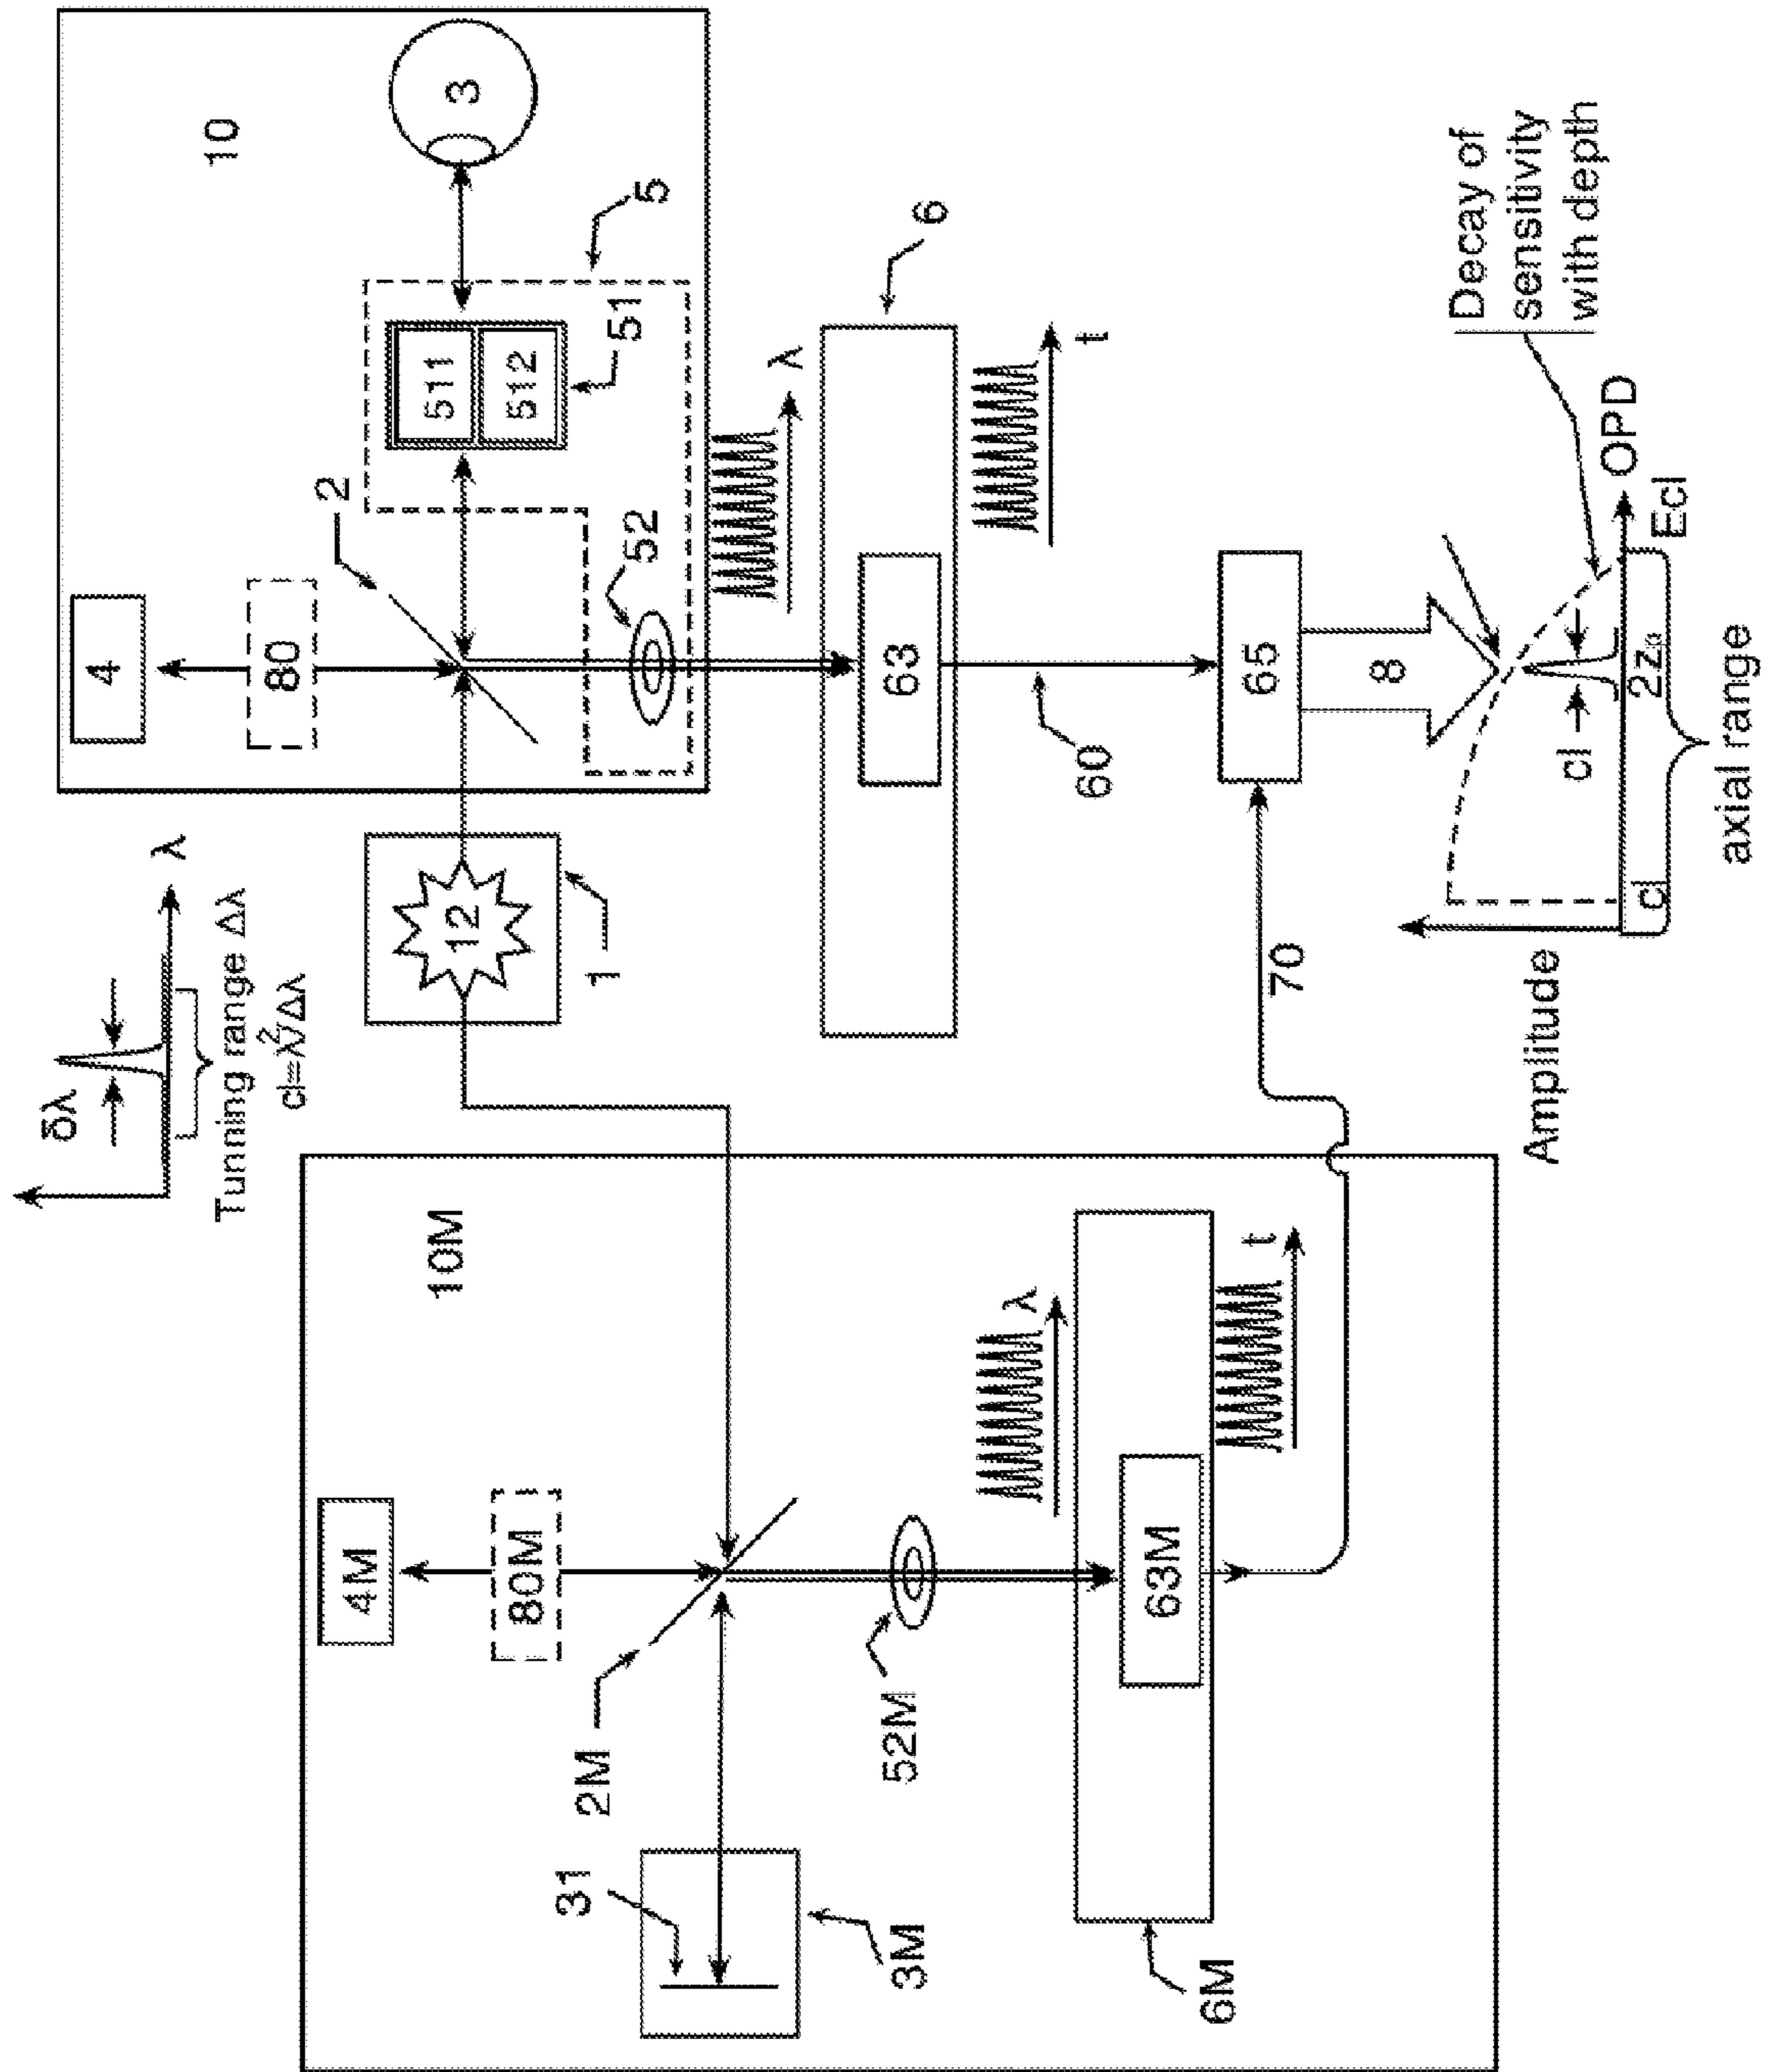 δλ
λ
Tunning range Δλ
cl=λ²/Δλ
10
4
80
2
3
511
512
51
5
52
λ
12
1
6
63
t
60
65
70
8
Decay of
sensitivity
with depth
Amplitude
cl
OPD
cl
2z₀
Ecl
axial range
10M
4M
80M
2M
31
3M
52M
λ
6M
63M
t